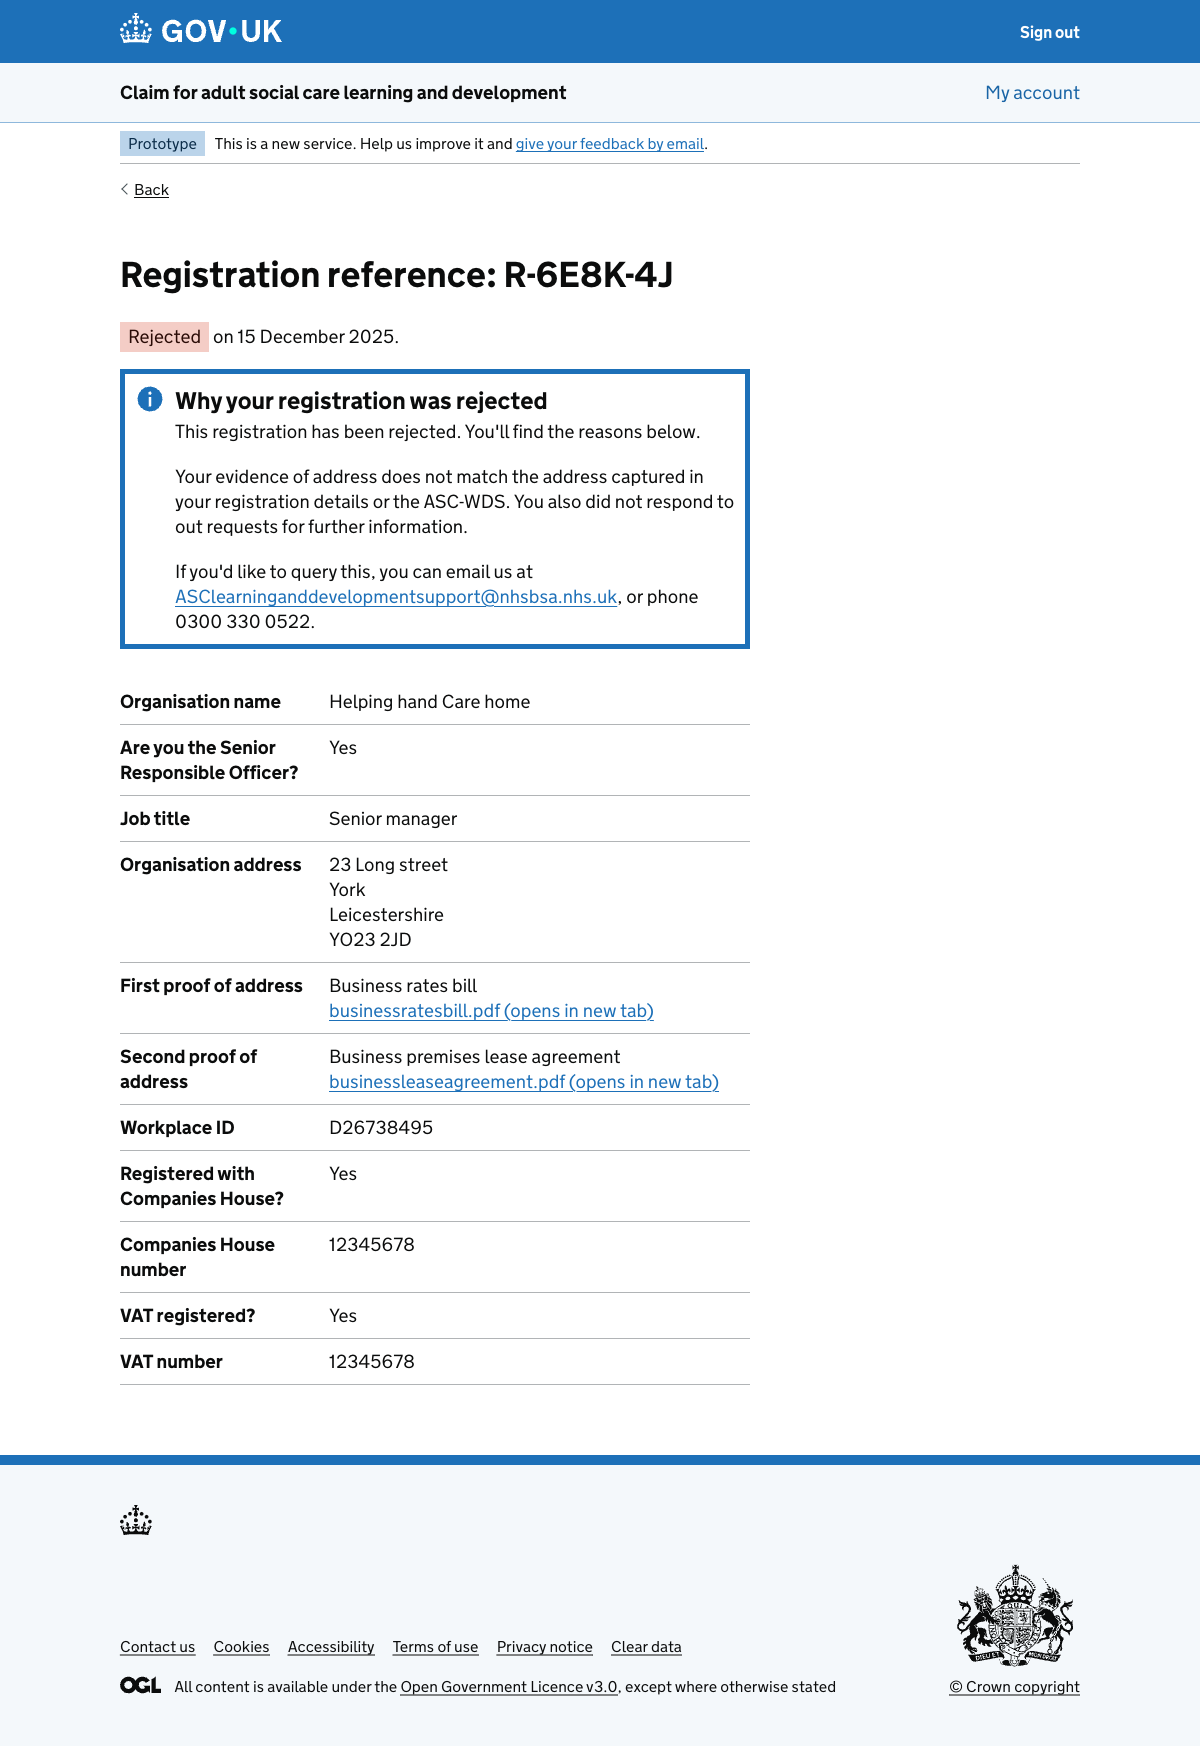 GOV·UK
Sign out
Claim for adult social care learning and development
My account
Prototype This is a new service. Help us improve it and give your feedback by email.
Back
Registration reference: R-6E8K-4J
Rejected on 15 December 2025.
Why your registration was rejected
This registration has been rejected. You'll find the reasons below.
Your evidence of address does not match the address captured in
your registration details or the ASC-WDS. You also did not respond to
out requests for further information.
If you'd like to query this, you can email us at
ASClearninganddevelopmentsupport@nhsbsa.nhs.uk, or phone
0300 330 0522.
Organisation name Helping hand Care home
Are you the Senior Yes
Responsible Officer?
Job title Senior manager
Organisation address 23 Long street
York
Leicestershire
YO23 2JD
First proof of address Business rates bill
businessratesbill.pdf (opens in new tab)
Second proof of Business premises lease agreement
address businessleaseagreement.pdf (opens in new tab)
Workplace ID D26738495
Registered with Yes
Companies House?
Companies House 12345678
number
VAT registered? Yes
VAT number 12345678
Contact us Cookies Accessibility Terms of use Privacy notice Clear data
OGL All content is available under the Open Government Licence v3.0, except where otherwise stated
© Crown copyright